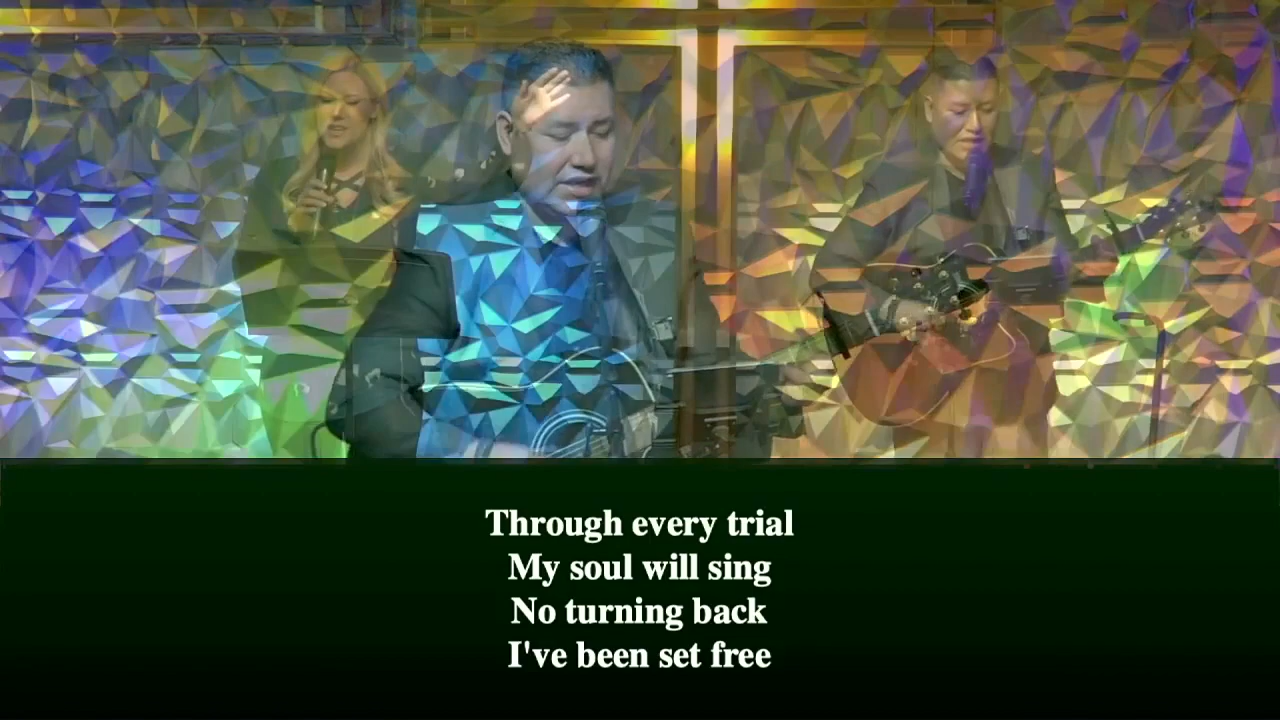 Through every trial
My soul will sing
No turning back
I've been set free